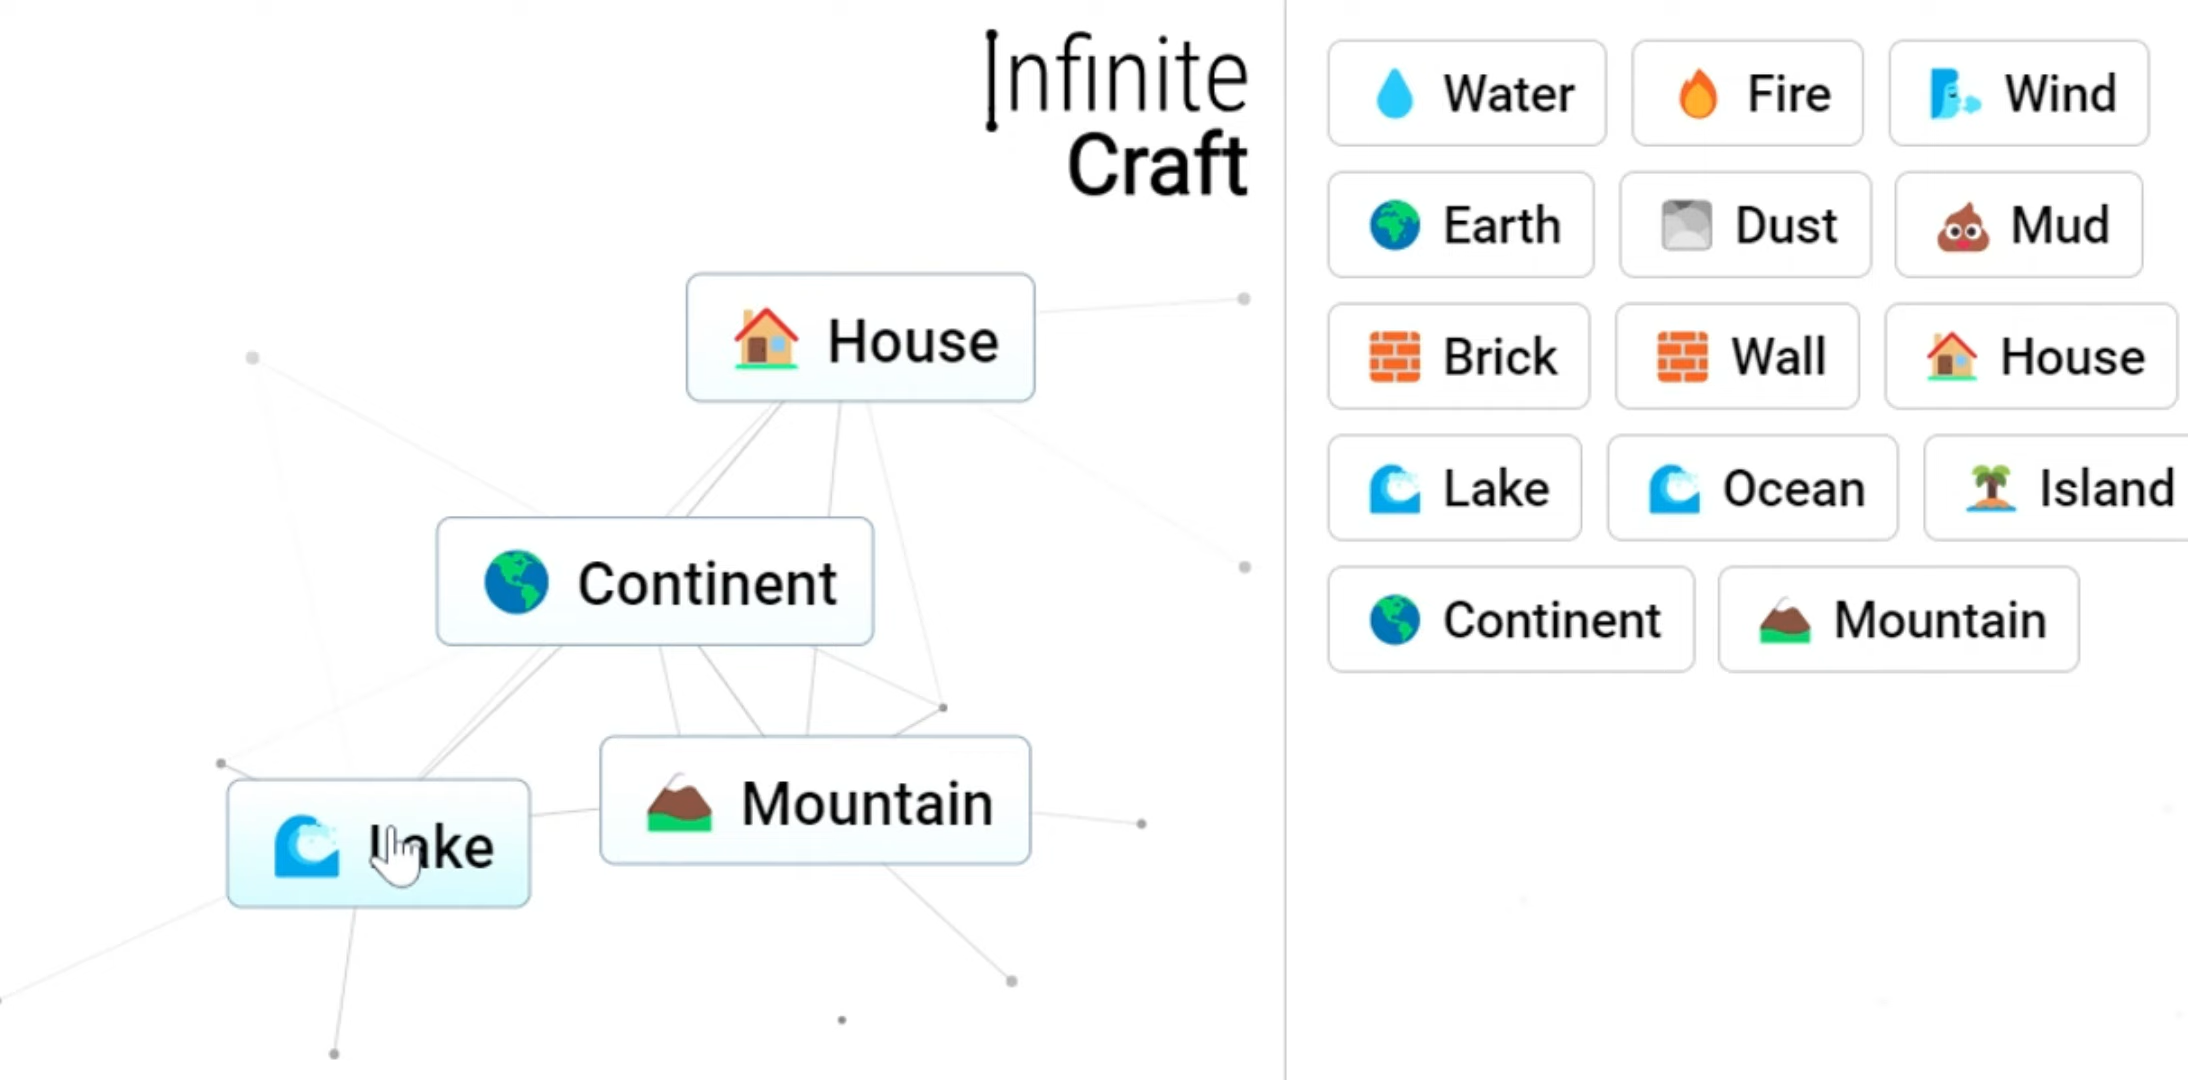 Infinite
Craft
House
Continent
Mountain
Lake
Water Fire Wind
Earth Dust Mud
Brick Wall House
Lake Ocean Island
Continent Mountain